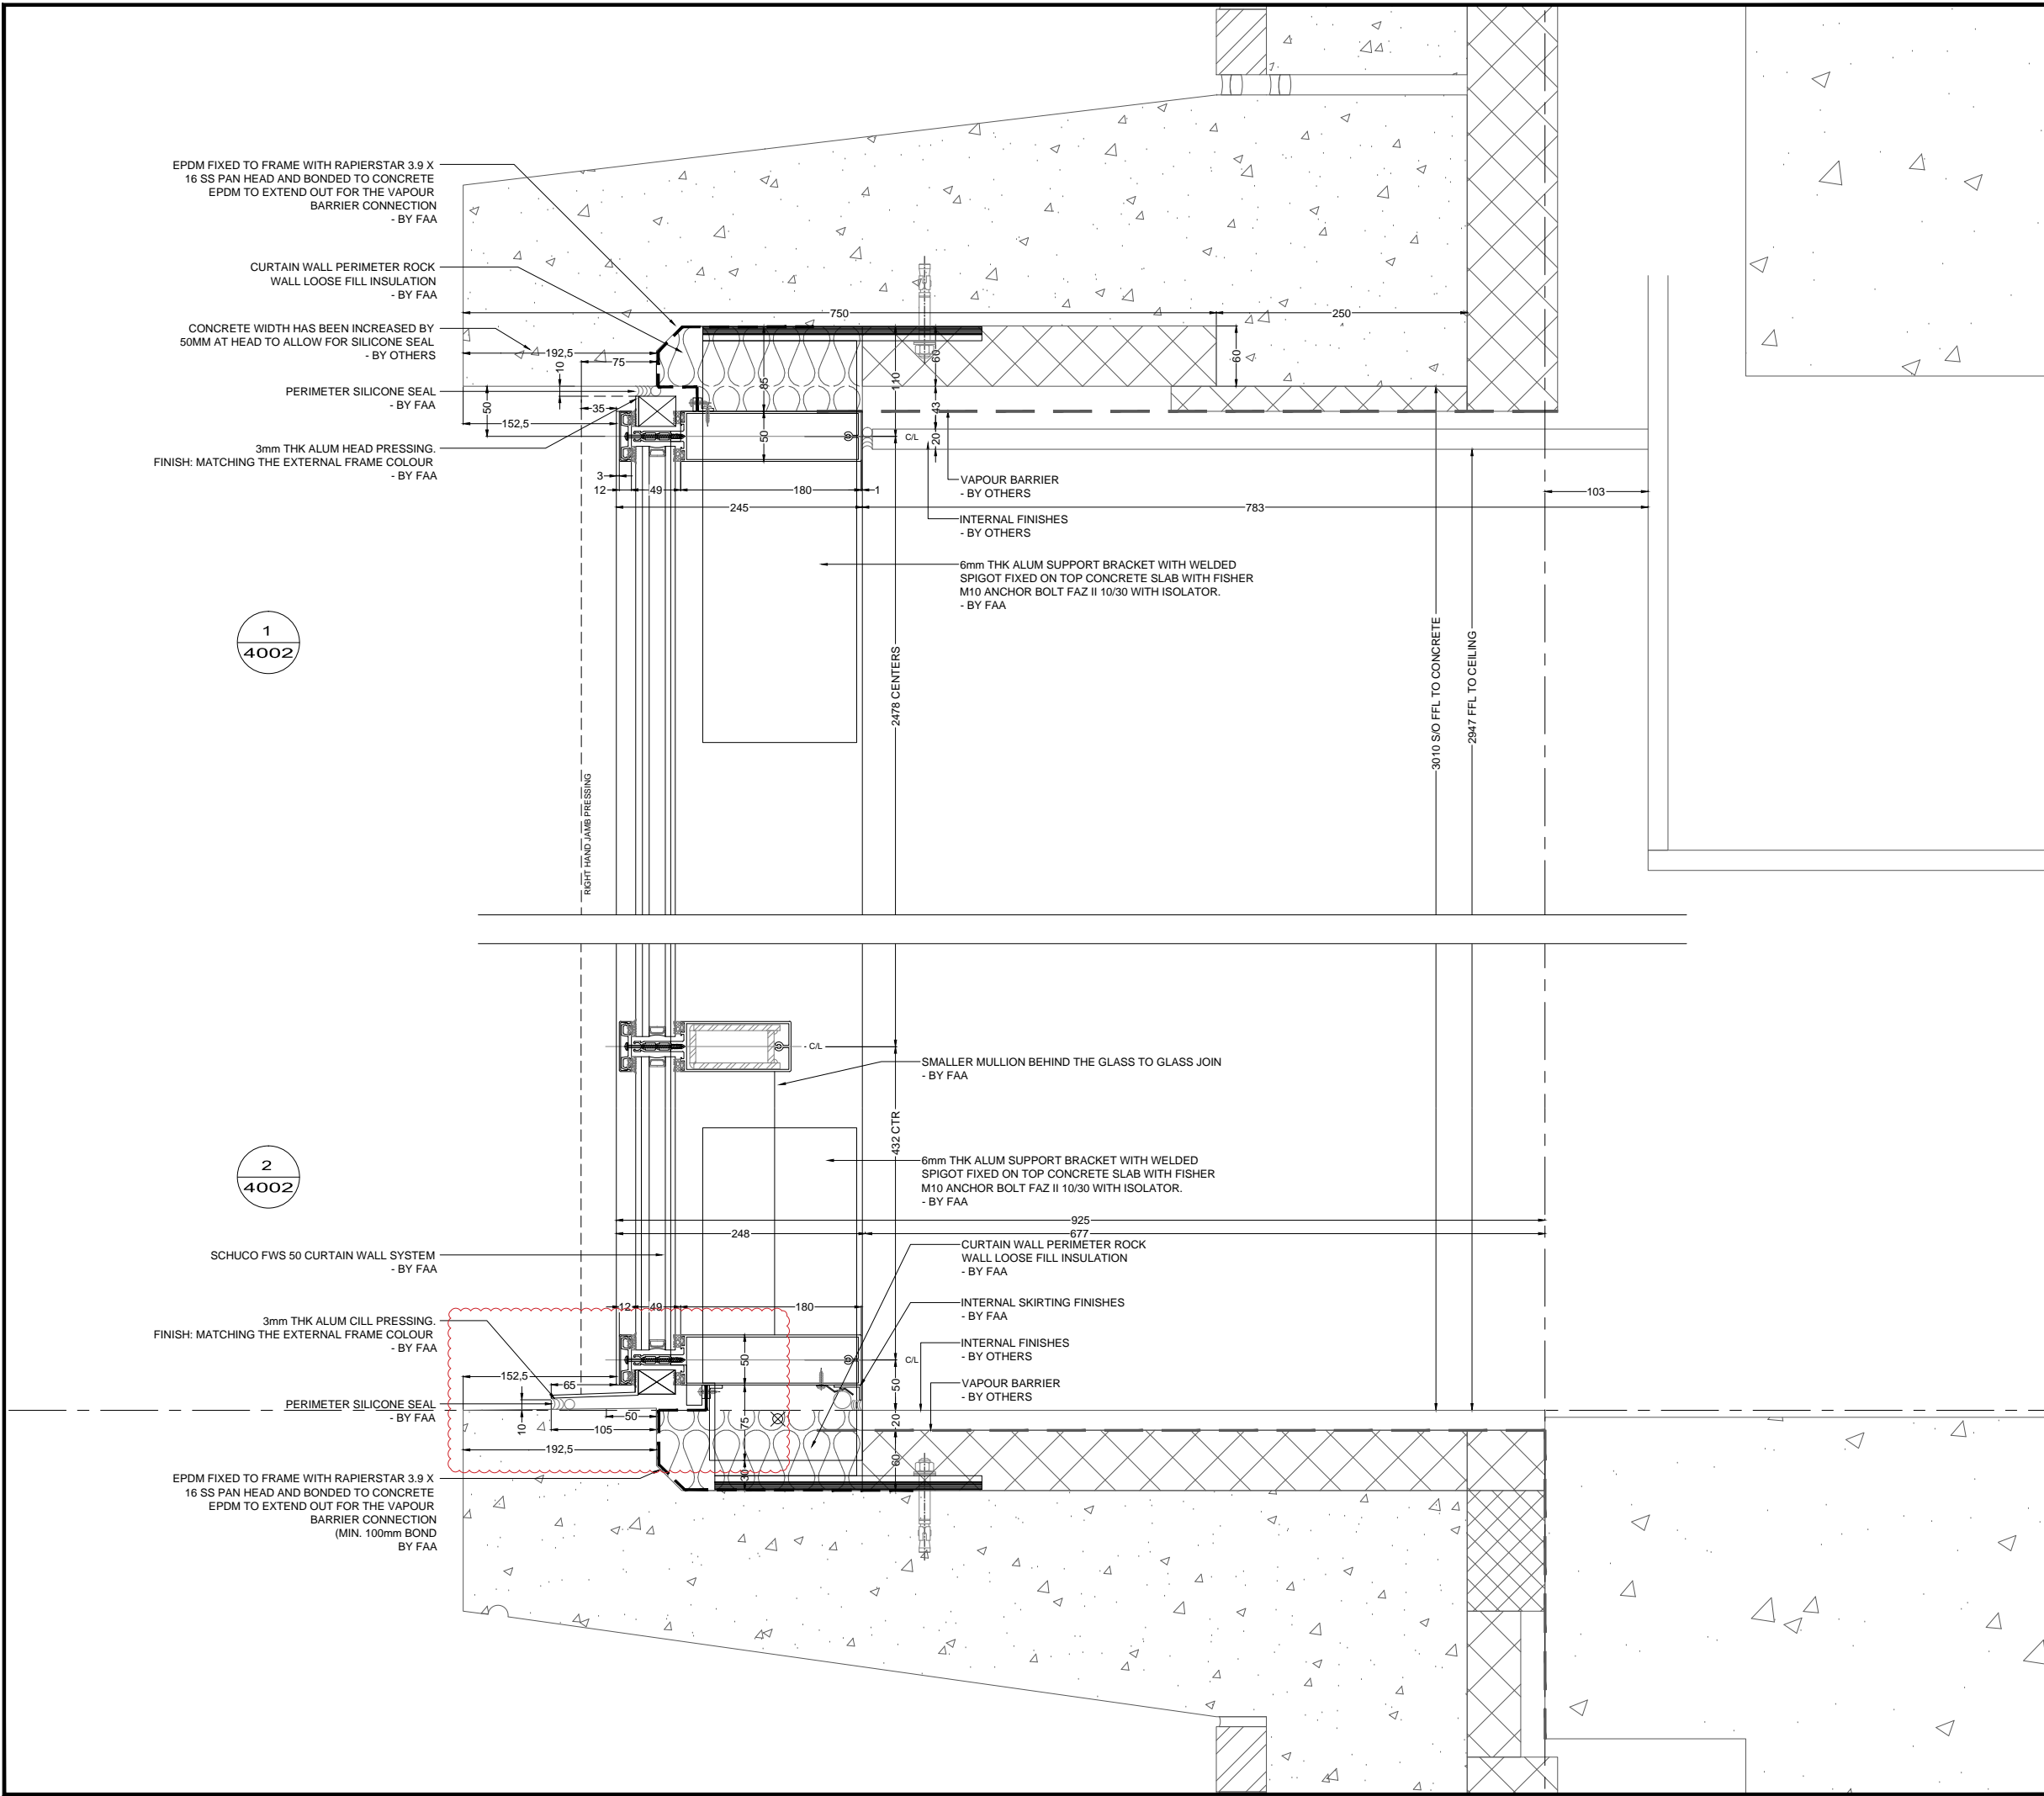 EPDM FIXED TO FRAME WITH RAPIERSTAR 3.9 X
16 SS PAN HEAD AND BONDED TO CONCRETE
EPDM TO EXTEND OUT FOR THE VAPOUR
BARRIER CONNECTION
- BY FAA
CURTAIN WALL PERIMETER ROCK
WALL LOOSE FILL INSULATION
- BY FAA
750
250
CONCRETE WIDTH HAS BEEN INCREASED BY
50MM AT HEAD TO ALLOW FOR SILICONE SEAL
- BY OTHERS
192,5
75
10
60
60
85
110
PERIMETER SILICONE SEAL
- BY FAA
50
35
43
152,5
50
C/L
20
3mm THK ALUM HEAD PRESSING.
FINISH: MATCHING THE EXTERNAL FRAME COLOUR
- BY FAA
3
12
49
180
1
245
783
103
VAPOUR BARRIER
- BY OTHERS
INTERNAL FINISHES
- BY OTHERS
6mm THK ALUM SUPPORT BRACKET WITH WELDED
SPIGOT FIXED ON TOP CONCRETE SLAB WITH FISHER
M10 ANCHOR BOLT FAZ II 10/30 WITH ISOLATOR.
- BY FAA
1
4002
2478 CENTERS
3010 S/O FFL TO CONCRETE
2947 FFL TO CEILING
RIGHT HAND JAMB PRESSING
- C/L
SMALLER MULLION BEHIND THE GLASS TO GLASS JOIN
- BY FAA
432 CTR
2
4002
6mm THK ALUM SUPPORT BRACKET WITH WELDED
SPIGOT FIXED ON TOP CONCRETE SLAB WITH FISHER
M10 ANCHOR BOLT FAZ II 10/30 WITH ISOLATOR.
- BY FAA
925
248
677
SCHUCO FWS 50 CURTAIN WALL SYSTEM
- BY FAA
CURTAIN WALL PERIMETER ROCK
WALL LOOSE FILL INSULATION
- BY FAA
12
49
180
INTERNAL SKIRTING FINISHES
- BY FAA
3mm THK ALUM CILL PRESSING.
FINISH: MATCHING THE EXTERNAL FRAME COLOUR
- BY FAA
INTERNAL FINISHES
- BY OTHERS
50
C/L
152,5
65
50
VAPOUR BARRIER
- BY OTHERS
PERIMETER SILICONE SEAL
- BY FAA
10
50
105
75
20
192,5
60
30
EPDM FIXED TO FRAME WITH RAPIERSTAR 3.9 X
16 SS PAN HEAD AND BONDED TO CONCRETE
EPDM TO EXTEND OUT FOR THE VAPOUR
BARRIER CONNECTION
(MIN. 100mm BOND
BY FAA